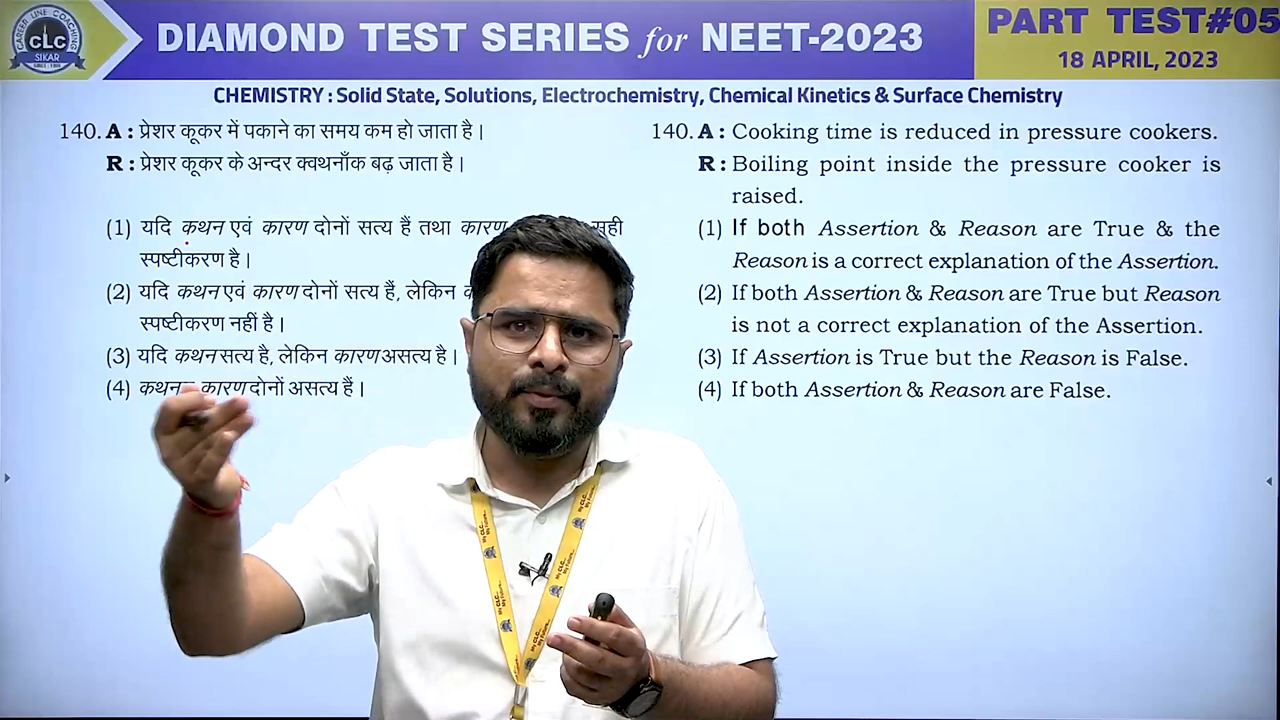 CAREER LINE COACHING
CLC
SIKAR
DIAMOND TEST SERIES for NEET-2023
PART TEST#05
18 APRIL, 2023
CHEMISTRY : Solid State, Solutions, Electrochemistry, Chemical Kinetics & Surface Chemistry
140. A : प्रेशर कूकर में पकाने का समय कम हो जाता है।
R : प्रेशर कूकर के अन्दर क्वथनाँक बढ़ जाता है।
(1) यदि कथन एवं कारण दोनों सत्य हैं तथा कारण सही
स्पष्टीकरण है।
(2) यदि कथन एवं कारण दोनों सत्य हैं, लेकिन
स्पष्टीकरण नहीं है।
(3) यदि कथन सत्य है, लेकिन कारण असत्य है।
(4) कथन कारण दोनों असत्य हैं।
140. A : Cooking time is reduced in pressure cookers.
R : Boiling point inside the pressure cooker is
raised.
(1) If both Assertion & Reason are True & the
Reason is a correct explanation of the Assertion.
(2) If both Assertion & Reason are True but Reason
is not a correct explanation of the Assertion.
(3) If Assertion is True but the Reason is False.
(4) If both Assertion & Reason are False.